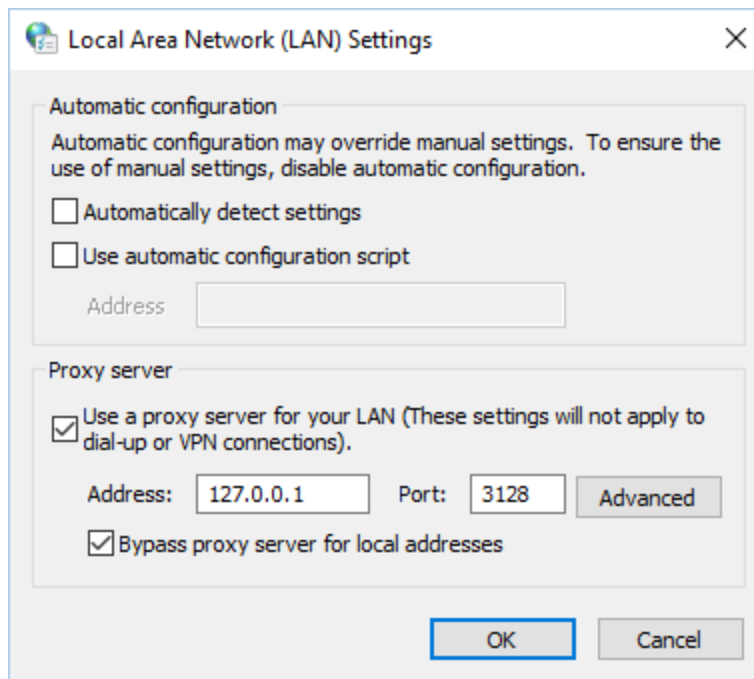 Local Area Network (LAN) Settings
Automatic configuration
Automatic configuration may override manual settings.  To ensure the
use of manual settings, disable automatic configuration.
Automatically detect settings
Use automatic configuration script
Address
Proxy server
Use a proxy server for your LAN (These settings will not apply to
dial-up or VPN connections).
Address: 127.0.0.1 Port: 3128 Advanced
Bypass proxy server for local addresses
OK Cancel